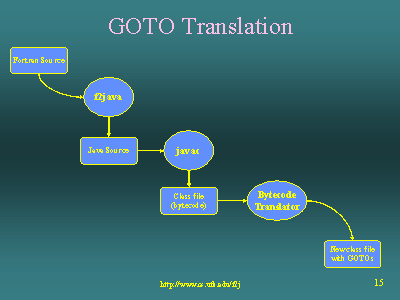 GOTO Translation
Fortran Source
f2java
Java Source
javac
Class file
(bytecode)
Bytecode
Translator
New class file
with GOTOs
http://www.cs.utk.edu/f2j
15